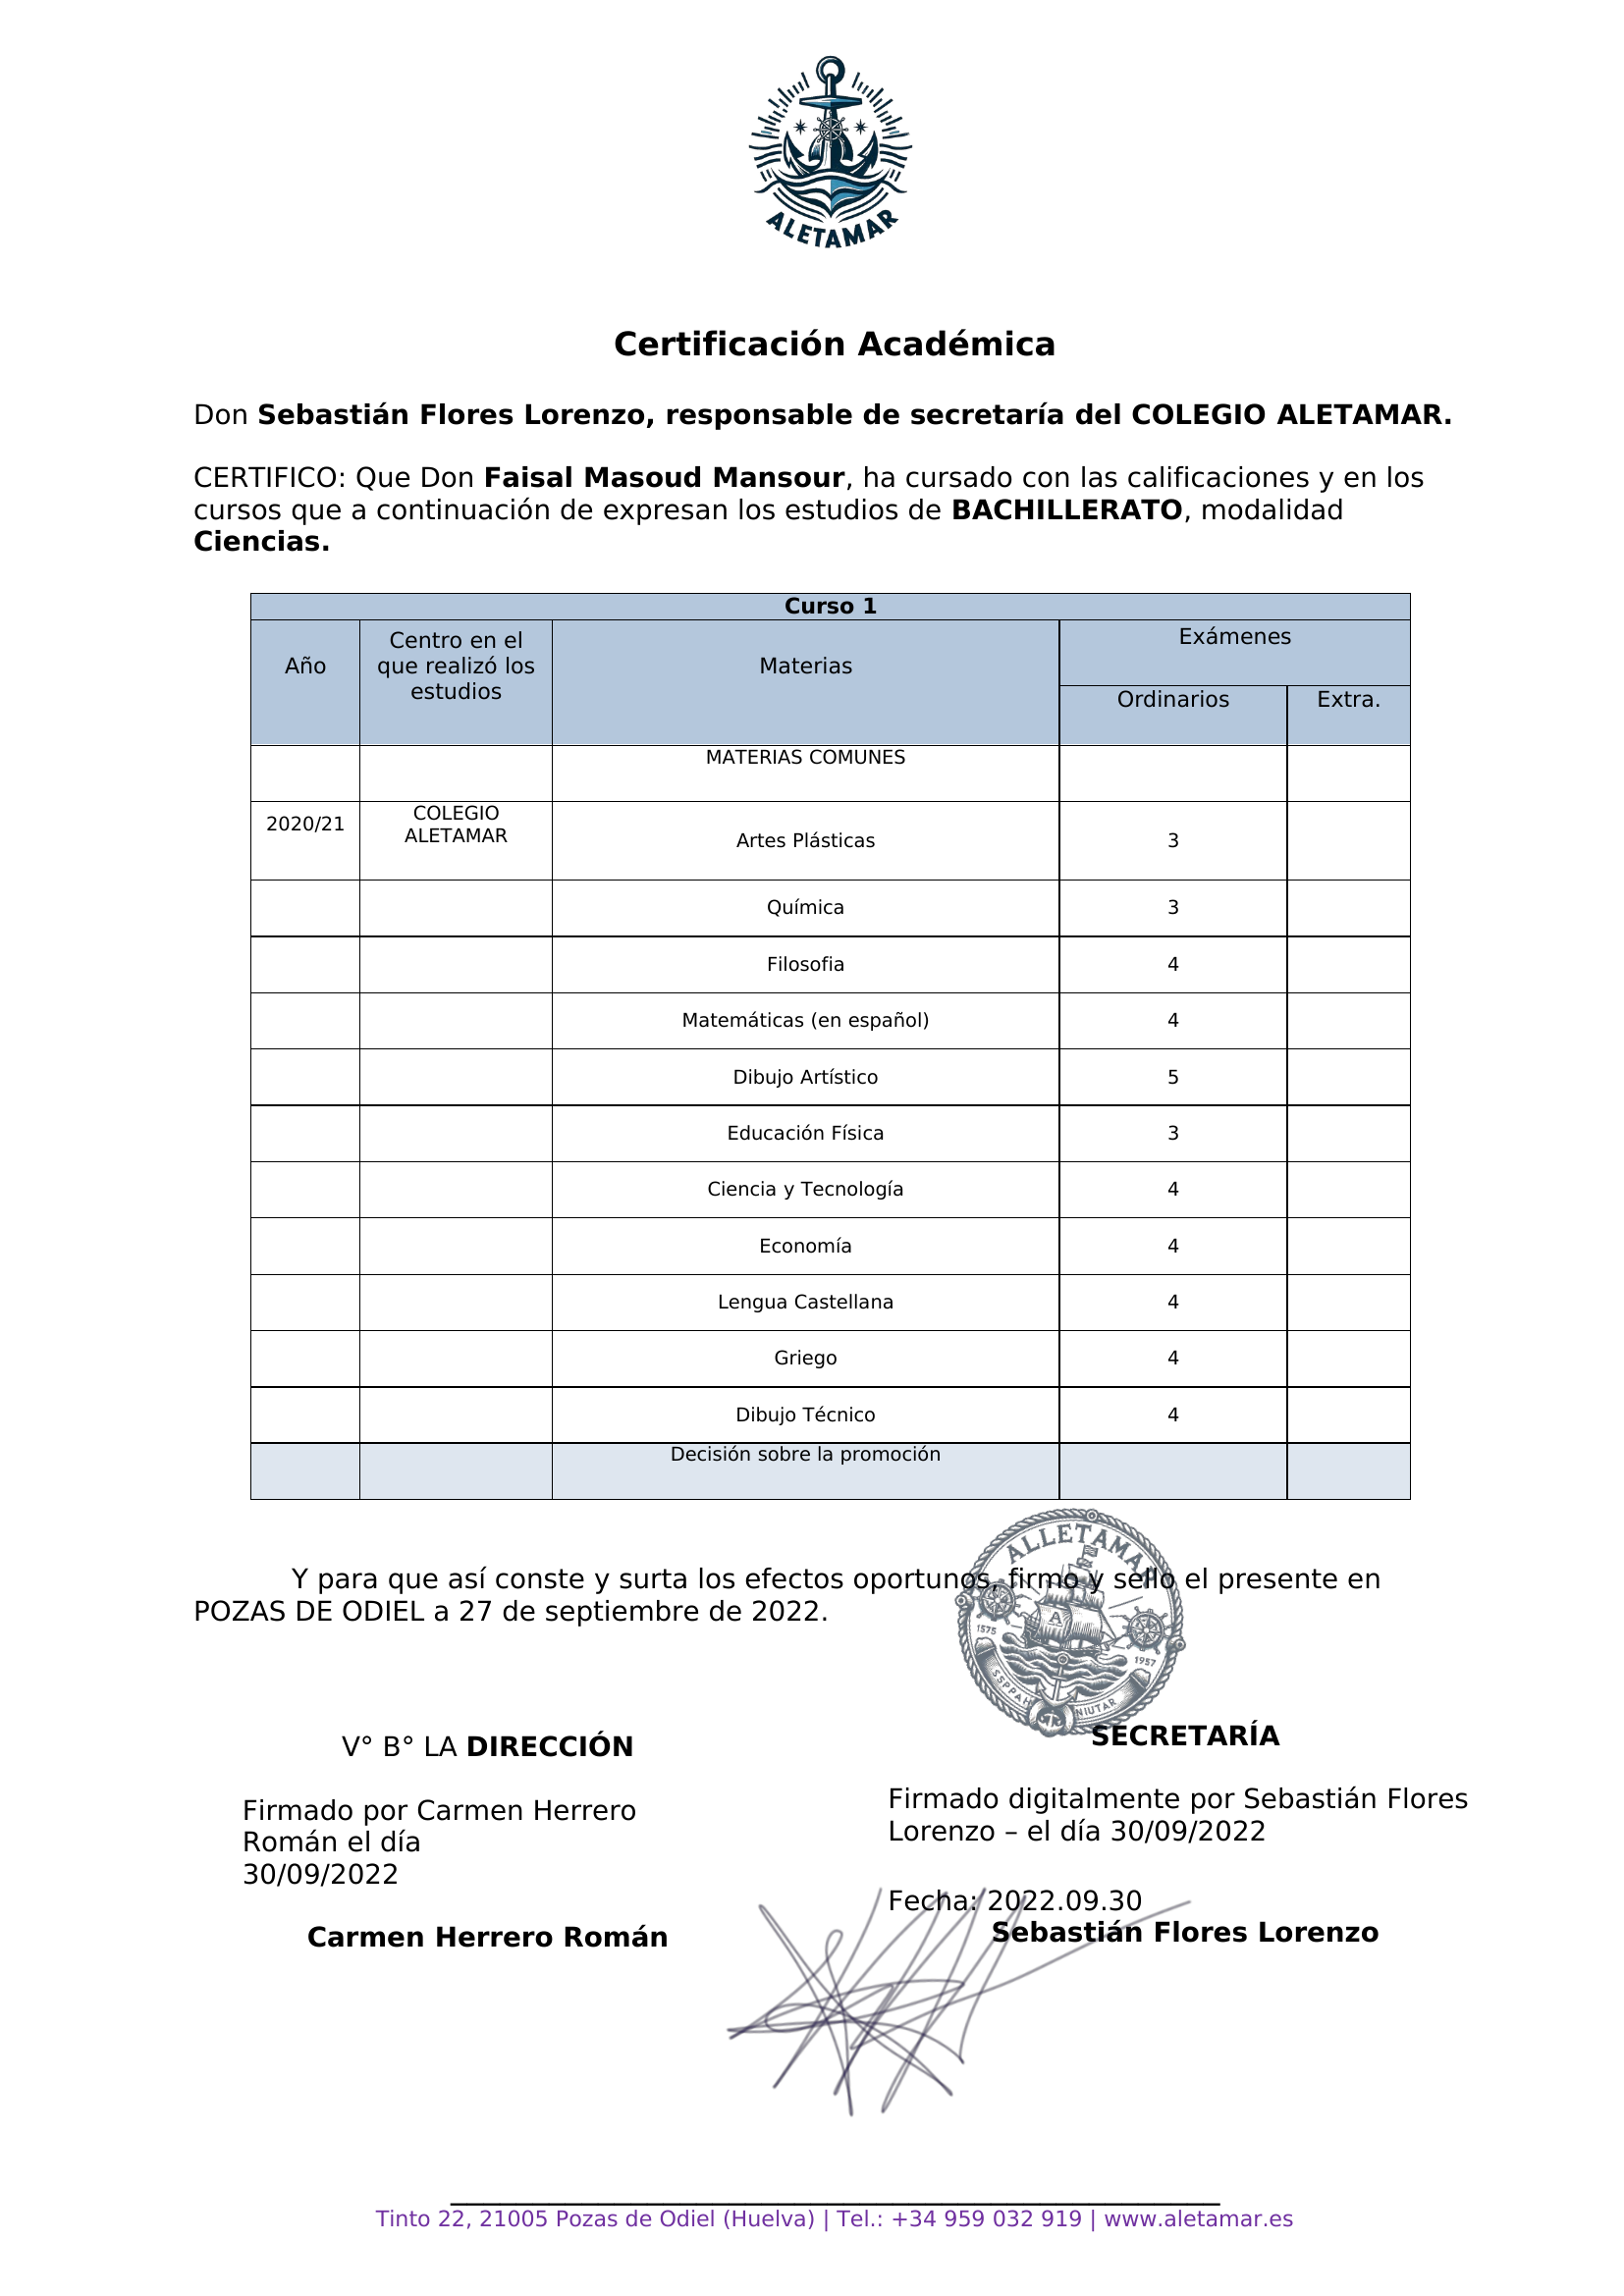 ALETAMAR
Certificación Académica
Don Sebastián Flores Lorenzo, responsable de secretaría del COLEGIO ALETAMAR.
CERTIFICO: Que Don Faisal Masoud Mansour, ha cursado con las calificaciones y en los
cursos que a continuación de expresan los estudios de BACHILLERATO, modalidad
Ciencias.
Curso 1
Año
Centro en el
que realizó los
estudios
Materias
Exámenes
Ordinarios
Extra.
MATERIAS COMUNES
2020/21
COLEGIO
ALETAMAR
Artes Plásticas 3
Química 3
Filosofia 4
Matemáticas (en español) 4
Dibujo Artístico 5
Educación Física 3
Ciencia y Tecnología 4
Economía 4
Lengua Castellana 4
Griego 4
Dibujo Técnico 4
Decisión sobre la promoción
Y para que así conste y surta los efectos oportunos, firmo y sello el presente en
POZAS DE ODIEL a 27 de septiembre de 2022.
ALLETAMAR
A
1575
1957
SSPPAH
NIUTAR
V° B° LA DIRECCIÓN
Firmado por Carmen Herrero
Román el día
30/09/2022
Carmen Herrero Román
SECRETARÍA
Firmado digitalmente por Sebastián Flores
Lorenzo – el día 30/09/2022
Fecha: 2022.09.30
Sebastián Flores Lorenzo
Tinto 22, 21005 Pozas de Odiel (Huelva) | Tel.: +34 959 032 919 | www.aletamar.es